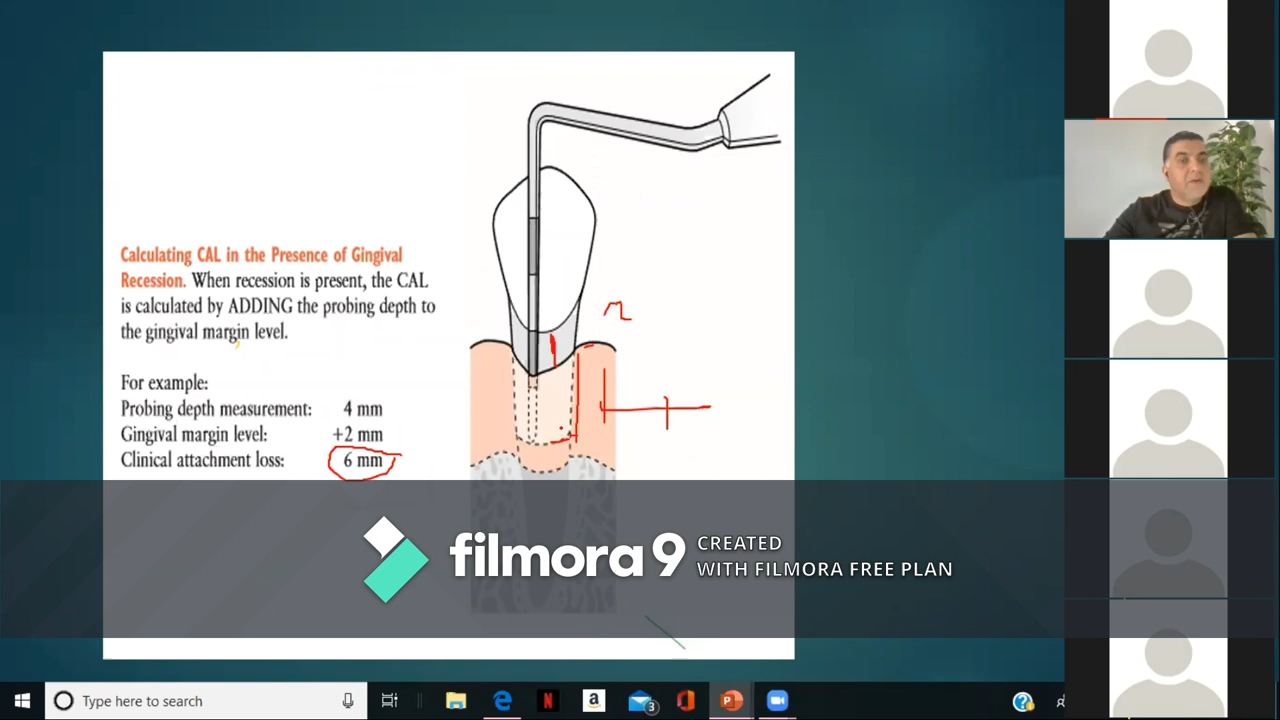 Calculating CAL in the Presence of Gingival
Recession. When recession is present, the CAL
is calculated by ADDING the probing depth to
the gingival margin level.
For example:
Probing depth measurement: 4 mm
Gingival margin level: +2 mm
Clinical attachment loss: 6 mm
filmora 9
CREATED
WITH FILMORA FREE PLAN
Type here to search
3